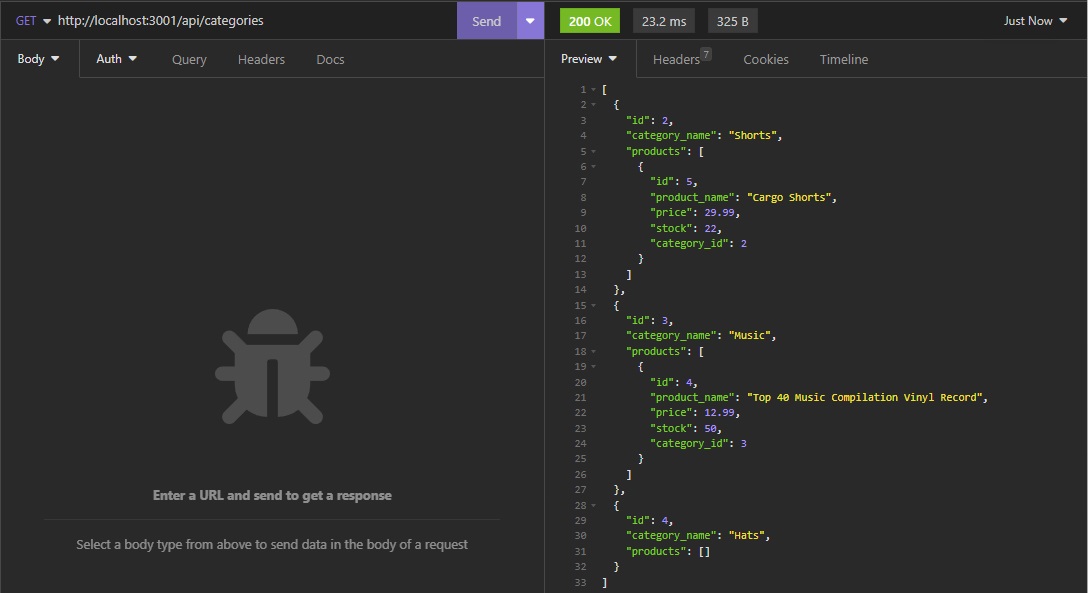 GET http://localhost:3001/api/categories Send 200 OK 23.2 ms 325 B Just Now
Body Auth Query Headers Docs Preview Headers 7 Cookies Timeline
Enter a URL and send to get a response
Select a body type from above to send data in the body of a request
1 [
2 {
3 "id": 2,
4 "category_name": "Shorts",
5 "products": [
6 {
7 "id": 5,
8 "product_name": "Cargo Shorts",
9 "price": 29.99,
10 "stock": 22,
11 "category_id": 2
12 }
13 ]
14 },
15 {
16 "id": 3,
17 "category_name": "Music",
18 "products": [
19 {
20 "id": 4,
21 "product_name": "Top 40 Music Compilation Vinyl Record",
22 "price": 12.99,
23 "stock": 50,
24 "category_id": 3
25 }
26 ]
27 },
28 {
29 "id": 4,
30 "category_name": "Hats",
31 "products": []
32 }
33 ]